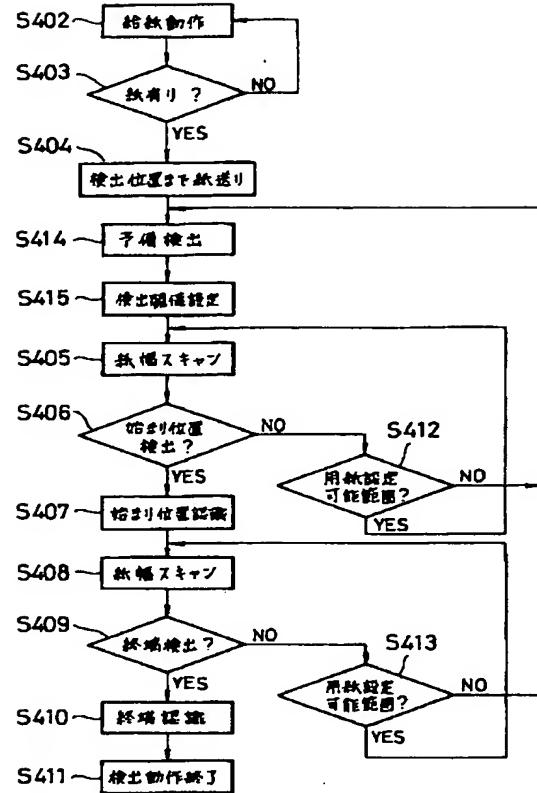 S402
給紙動作
S403
紙有り?
NO
YES
S404
検出位置まで紙送り
S414
予備検出
S415
検出閾値設定
S405
紙幅スキャン
S406
始まり位置
検出?
NO
YES
S412
用紙設定
可能範囲?
NO
YES
S407
始まり位置認識
S408
紙幅スキャン
S409
終端検出?
NO
YES
S413
用紙設定
可能範囲?
NO
YES
S410
終端認識
S411
検出動作終了